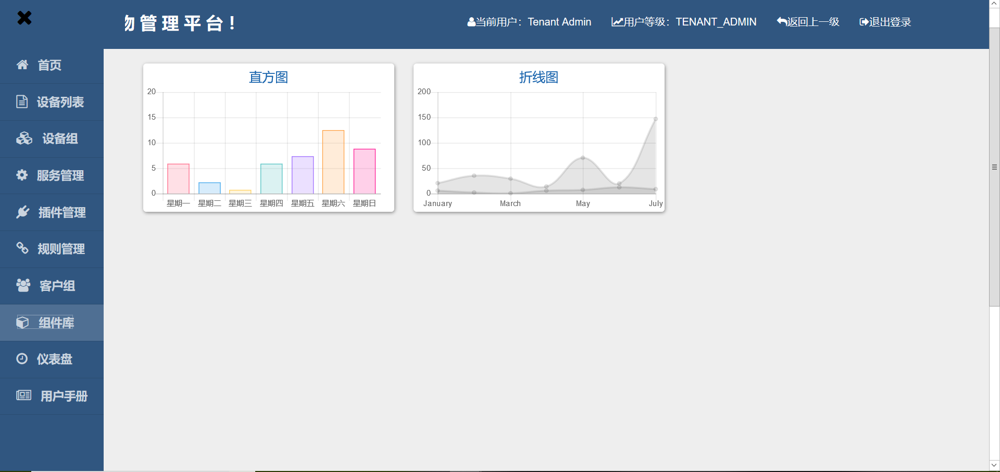 物管理平台！
当前用户：Tenant Admin
用户等级：TENANT_ADMIN
返回上一级
退出登录
首页
设备列表
设备组
服务管理
插件管理
规则管理
客户组
组件库
仪表盘
用户手册
直方图
20
15
10
5
0
星期一 星期二 星期三 星期四 星期五 星期六 星期日
折线图
200
150
100
50
0
January March May July